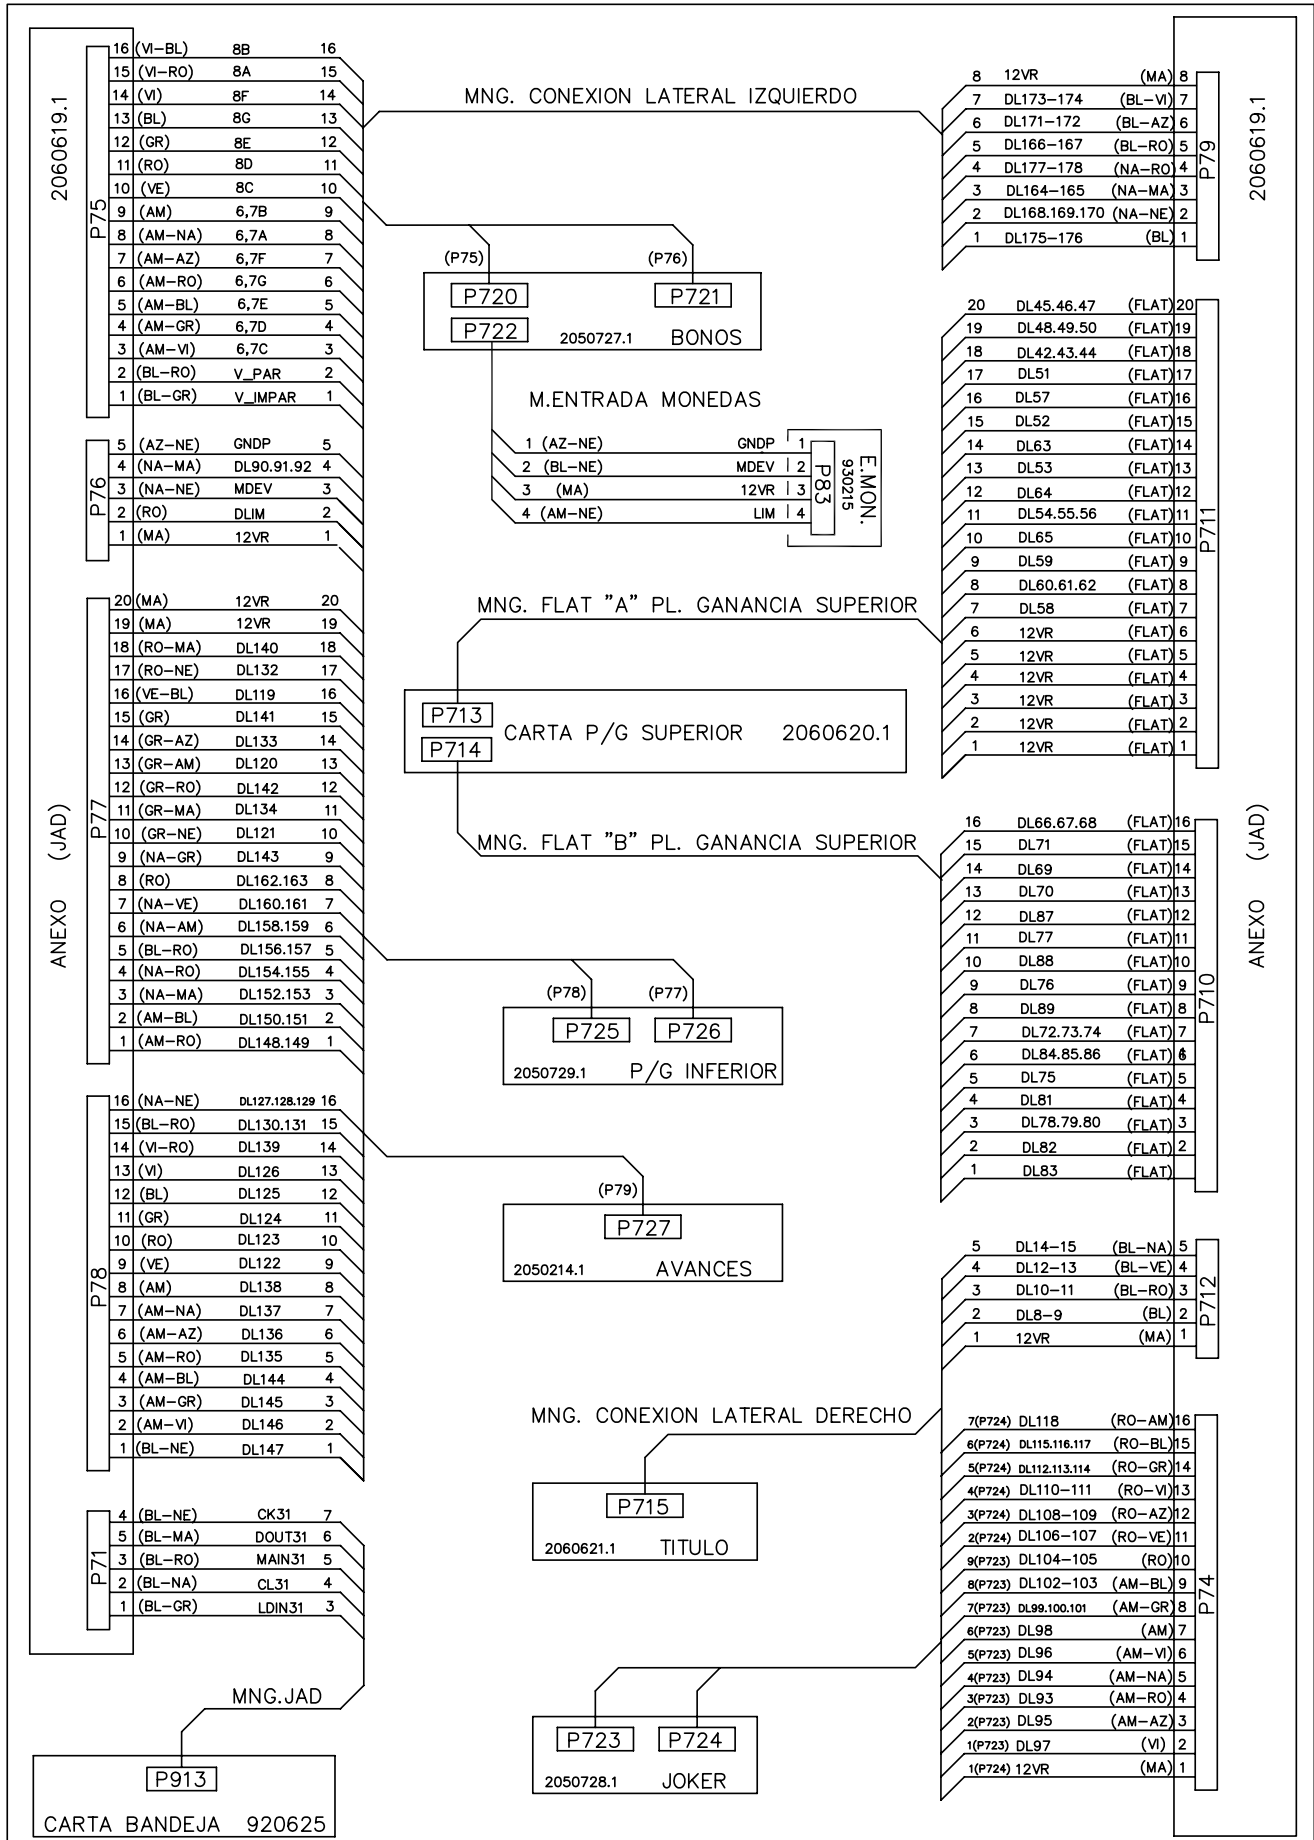 2060619.1
ANEXO (JAD)
P75
16 (VI-BL) 8B 16
15 (VI-RO) 8A 15
14 (VI) 8F 14
13 (BL) 8G 13
12 (GR) 8E 12
11 (RO) 8D 11
10 (VE) 8C 10
9 (AM) 6,7B 9
8 (AM-NA) 6,7A 8
7 (AM-AZ) 6,7F 7
6 (AM-RO) 6,7G 6
5 (AM-BL) 6,7E 5
4 (AM-GR) 6,7D 4
3 (AM-VI) 6,7C 3
2 (BL-RO) V_PAR 2
1 (BL-GR) V_IMPAR 1
P76
5 (AZ-NE) GNDP 5
4 (NA-MA) DL90.91.92 4
3 (NA-NE) MDEV 3
2 (RO) DLIM 2
1 (MA) 12VR 1
P77
20 (MA) 12VR 20
19 (MA) 12VR 19
18 (RO-MA) DL140 18
17 (RO-NE) DL132 17
16 (VE-BL) DL119 16
15 (GR) DL141 15
14 (GR-AZ) DL133 14
13 (GR-AM) DL120 13
12 (GR-RO) DL142 12
11 (GR-MA) DL134 11
10 (GR-NE) DL121 10
9 (NA-GR) DL143 9
8 (RO) DL162.163 8
7 (NA-VE) DL160.161 7
6 (NA-AM) DL158.159 6
5 (BL-RO) DL156.157 5
4 (NA-RO) DL154.155 4
3 (NA-MA) DL152.153 3
2 (AM-BL) DL150.151 2
1 (AM-RO) DL148.149 1
P78
16 (NA-NE) DL127.128.129 16
15 (BL-RO) DL130.131 15
14 (VI-RO) DL139 14
13 (VI) DL126 13
12 (BL) DL125 12
11 (GR) DL124 11
10 (RO) DL123 10
9 (VE) DL122 9
8 (AM) DL138 8
7 (AM-NA) DL137 7
6 (AM-AZ) DL136 6
5 (AM-RO) DL135 5
4 (AM-BL) DL144 4
3 (AM-GR) DL145 3
2 (AM-VI) DL146 2
1 (BL-NE) DL147 1
P71
4 (BL-NE) CK31 7
5 (BL-MA) DOUT31 6
3 (BL-RO) MAIN31 5
2 (BL-NA) CL31 4
1 (BL-GR) LDIN31 3
MNG.JAD
P913
CARTA BANDEJA 920625
MNG. CONEXION LATERAL IZQUIERDO
(P75) (P76)
P720 P721
P722
2050727.1 BONOS
M.ENTRADA MONEDAS
1 (AZ-NE) GNDP 1
2 (BL-NE) MDEV 2
3 (MA) 12VR 3
4 (AM-NE) LIM 4
P83
930215
E.MON.
MNG. FLAT "A" PL. GANANCIA SUPERIOR
P713
P714
CARTA P/G SUPERIOR 2060620.1
MNG. FLAT "B" PL. GANANCIA SUPERIOR
(P78) (P77)
P725 P726
2050729.1 P/G INFERIOR
(P79)
P727
2050214.1 AVANCES
MNG. CONEXION LATERAL DERECHO
P715
2060621.1 TITULO
P723 P724
2050728.1 JOKER
8 12VR (MA) 8
7 DL173-174 (BL-VI) 7
6 DL171-172 (BL-AZ) 6
5 DL166-167 (BL-RO) 5
4 DL177-178 (NA-RO) 4
3 DL164-165 (NA-MA) 3
2 DL168.169.170 (NA-NE) 2
1 DL175-176 (BL) 1
P79
20 DL45.46.47 (FLAT) 20
19 DL48.49.50 (FLAT) 19
18 DL42.43.44 (FLAT) 18
17 DL51 (FLAT) 17
16 DL57 (FLAT) 16
15 DL52 (FLAT) 15
14 DL63 (FLAT) 14
13 DL53 (FLAT) 13
12 DL64 (FLAT) 12
11 DL54.55.56 (FLAT) 11
10 DL65 (FLAT) 10
9 DL59 (FLAT) 9
8 DL60.61.62 (FLAT) 8
7 DL58 (FLAT) 7
6 12VR (FLAT) 6
5 12VR (FLAT) 5
4 12VR (FLAT) 4
3 12VR (FLAT) 3
2 12VR (FLAT) 2
1 12VR (FLAT) 1
P711
16 DL66.67.68 (FLAT) 16
15 DL71 (FLAT) 15
14 DL69 (FLAT) 14
13 DL70 (FLAT) 13
12 DL87 (FLAT) 12
11 DL77 (FLAT) 11
10 DL88 (FLAT) 10
9 DL76 (FLAT) 9
8 DL89 (FLAT) 8
7 DL72.73.74 (FLAT) 7
6 DL84.85.86 (FLAT) 6
5 DL75 (FLAT) 5
4 DL81 (FLAT) 4
3 DL78.79.80 (FLAT) 3
2 DL82 (FLAT) 2
1 DL83 (FLAT)
P710
5 DL14-15 (BL-NA) 5
4 DL12-13 (BL-VE) 4
3 DL10-11 (BL-RO) 3
2 DL8-9 (BL) 2
1 12VR (MA) 1
P712
7(P724) DL118 (RO-AM) 16
6(P724) DL115.116.117 (RO-BL) 15
5(P724) DL112.113.114 (RO-GR) 14
4(P724) DL110-111 (RO-VI) 13
3(P724) DL108-109 (RO-AZ) 12
2(P724) DL106-107 (RO-VE) 11
9(P723) DL104-105 (RO) 10
8(P723) DL102-103 (AM-BL) 9
7(P723) DL99.100.101 (AM-GR) 8
6(P723) DL98 (AM) 7
5(P723) DL96 (AM-VI) 6
4(P723) DL94 (AM-NA) 5
3(P723) DL93 (AM-RO) 4
2(P723) DL95 (AM-AZ) 3
1(P723) DL97 (VI) 2
1(P724) 12VR (MA) 1
P74
2060619.1
ANEXO (JAD)